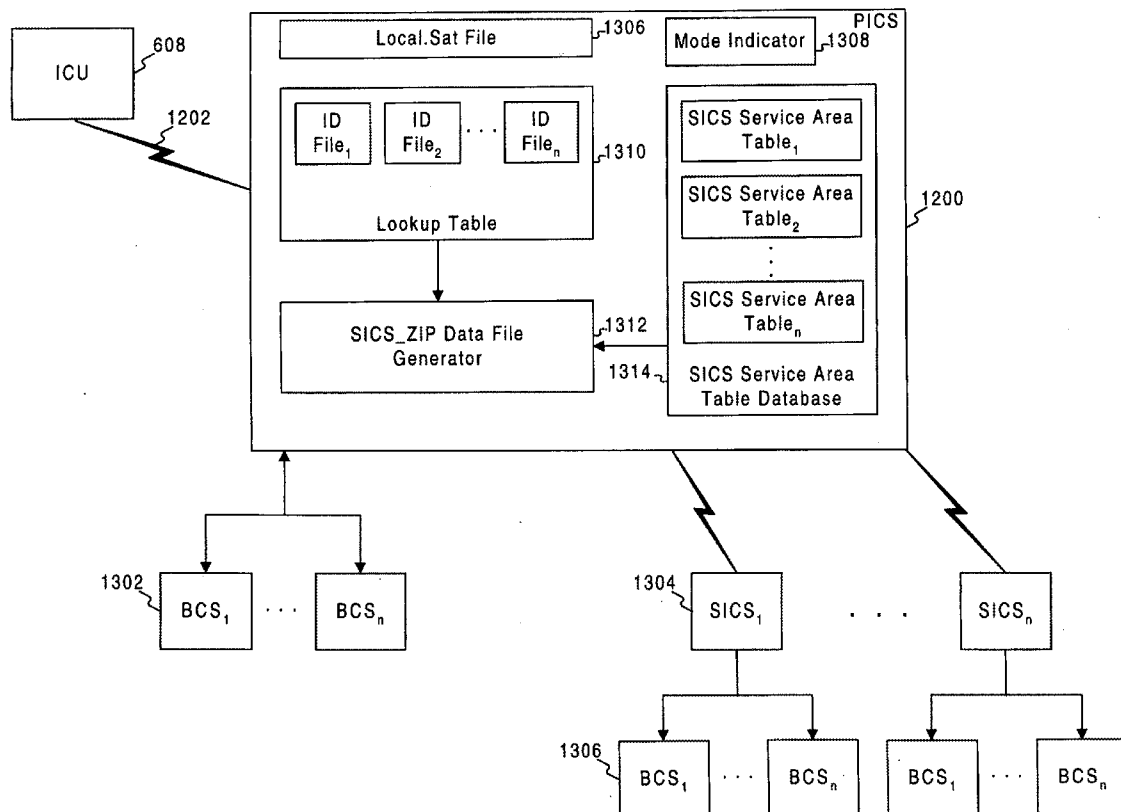 PICS
Local.Sat File
1306
Mode Indicator
1308
608
ICU
1202
ID
File1
ID
File2
· · ·
ID
Filen
1310
Lookup Table
SICS Service Area
Table1
SICS Service Area
Table2
SICS Service Area
Tablen
1200
SICS_ZIP Data File
Generator
1312
1314
SICS Service Area
Table Database
1302
BCS1
· · ·
BCSn
1304
SICS1
. . .
SICSn
1306
BCS1
· · ·
BCSn
BCS1
· · ·
BCSn